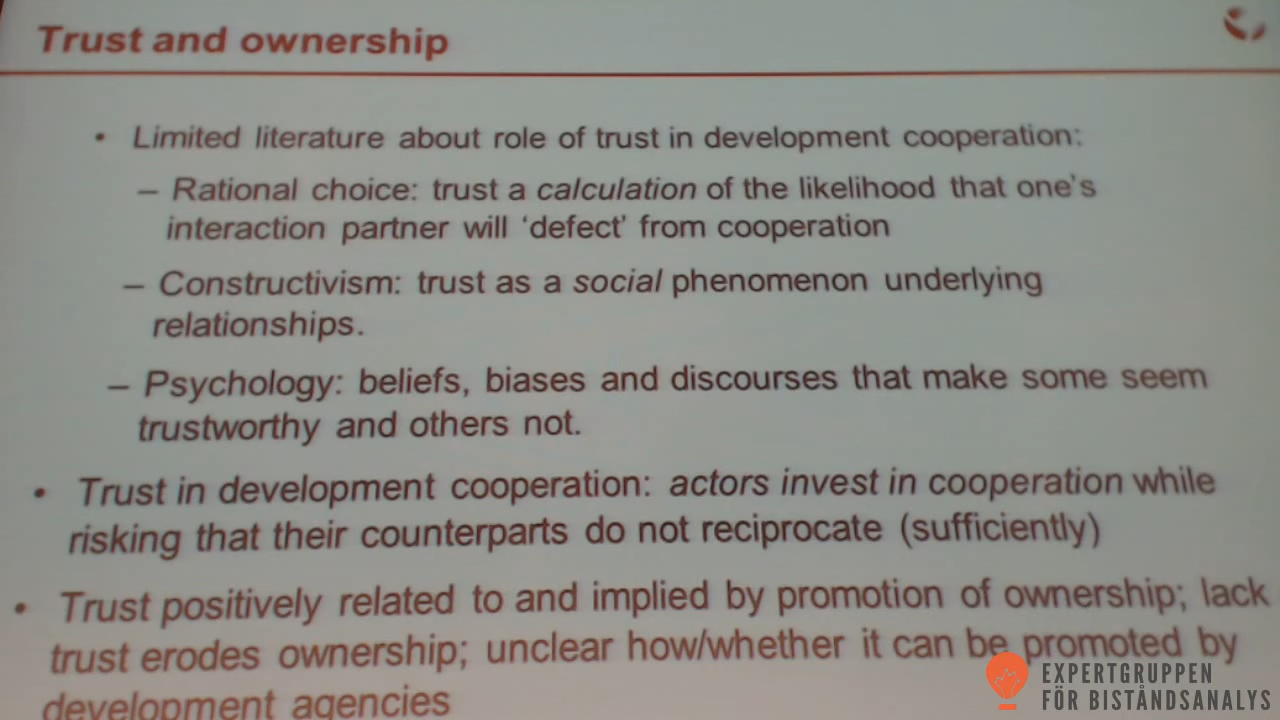 Trust and ownership
• Limited literature about role of trust in development cooperation:
– Rational choice: trust a calculation of the likelihood that one's
interaction partner will ‘defect’ from cooperation
– Constructivism: trust as a social phenomenon underlying
relationships.
– Psychology: beliefs, biases and discourses that make some seem
trustworthy and others not.
• Trust in development cooperation: actors invest in cooperation while
risking that their counterparts do not reciprocate (sufficiently)
• Trust positively related to and implied by promotion of ownership; lack
trust erodes ownership; unclear how/whether it can be promoted by
development agencies
EXPERTGRUPPEN
FÖR BISTÅNDSANALYS